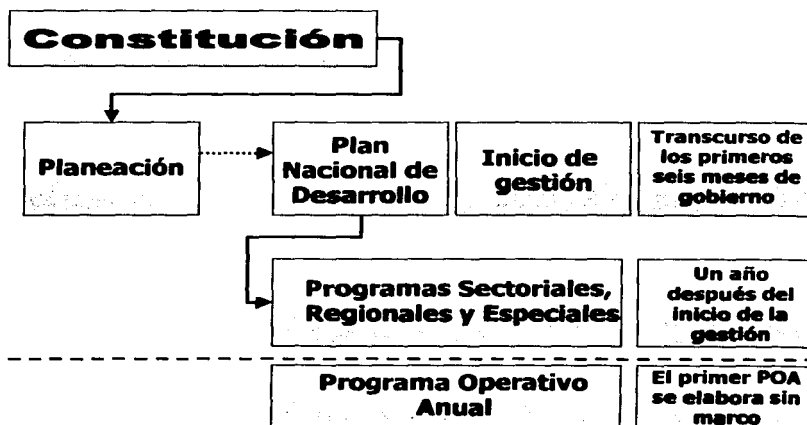 Constitución
Planeación
Plan
Nacional de
Desarrollo
Inicio de
gestión
Transcurso de
los primeros
seis meses de
gobierno
Programas Sectoriales,
Regionales y Especiales
Un año
después del
inicio de la
gestión
Programa Operativo
Anual
El primer POA
se elabora sin
marco